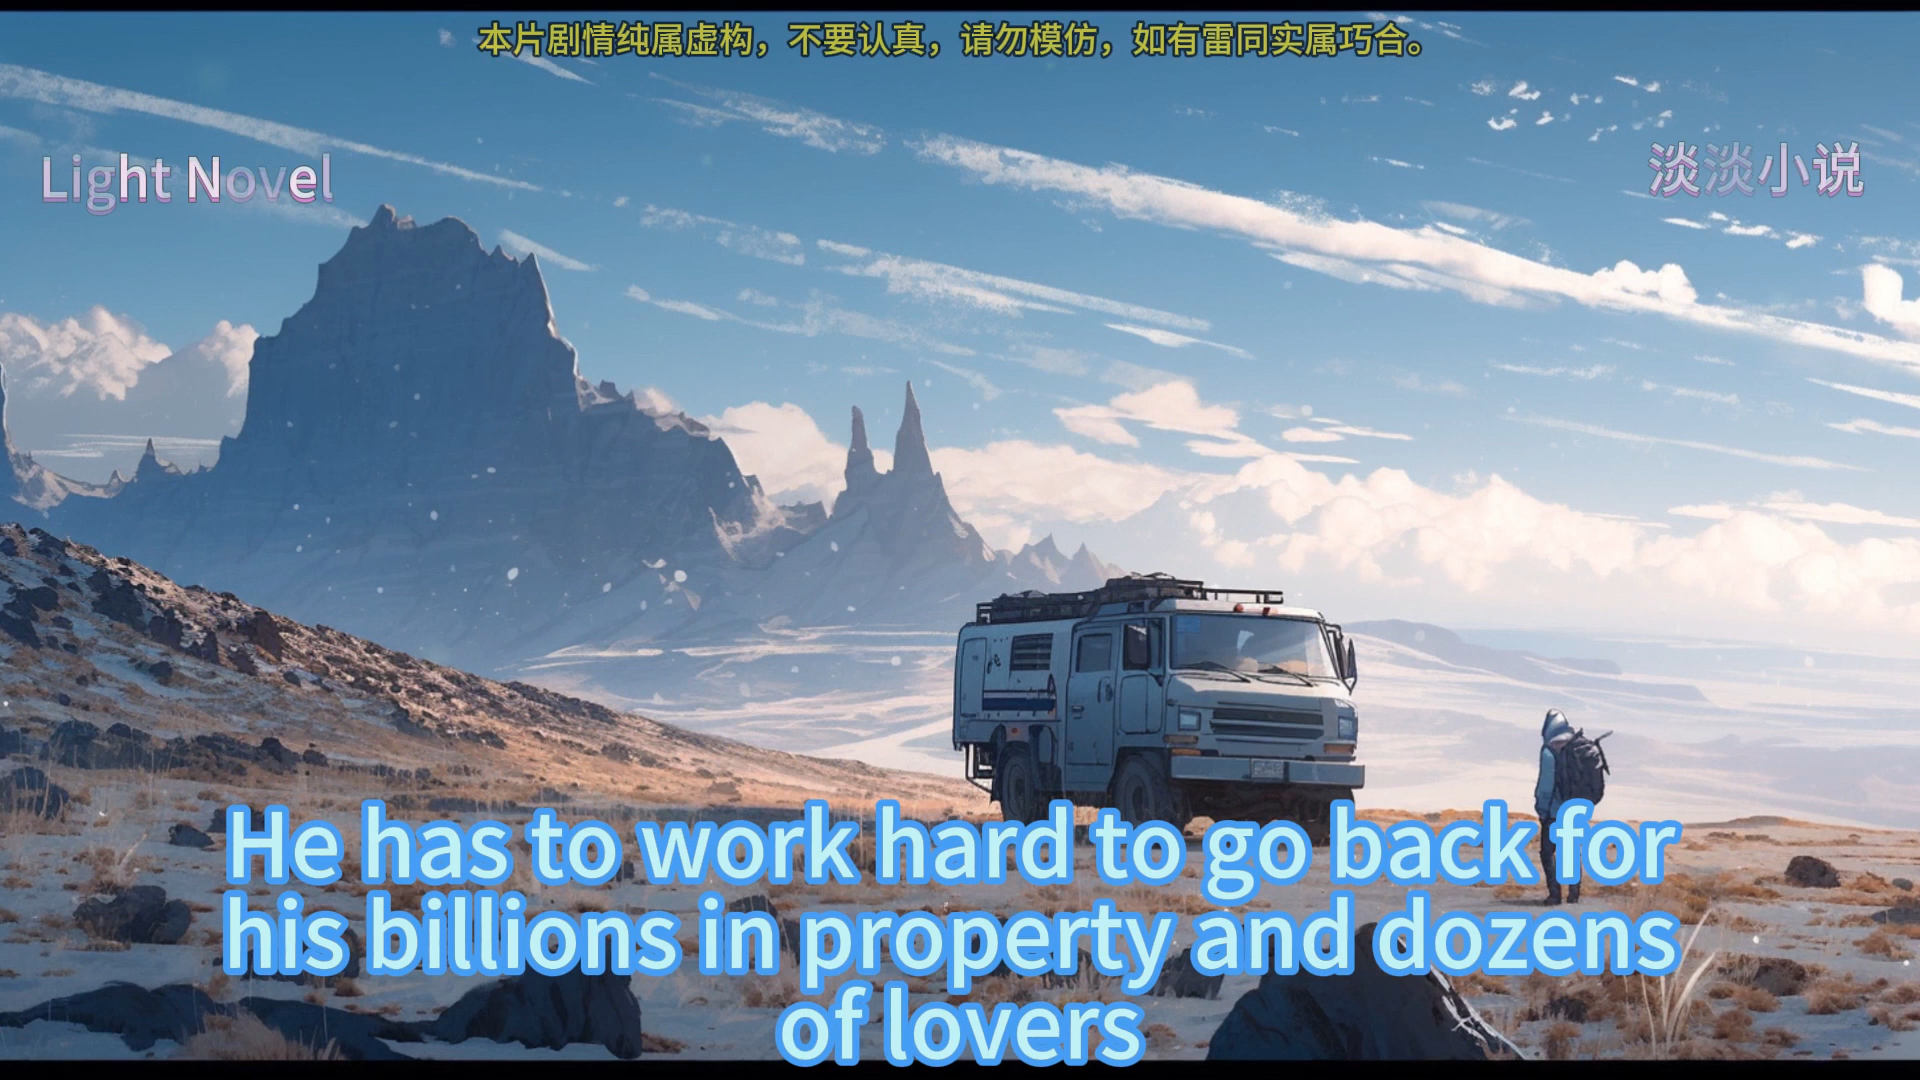 本片剧情纯属虚构，不要认真，请勿模仿，如有雷同实属巧合。
Light Novel
淡淡小说
He has to work hard to go back for
his billions in property and dozens
of lovers